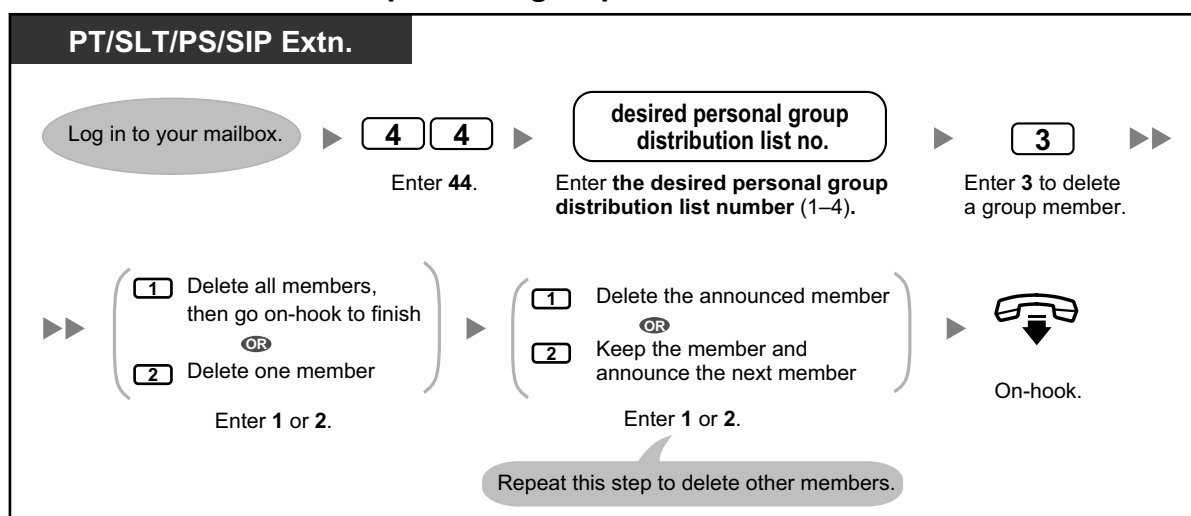 PT/SLT/PS/SIP Extn.
Log in to your mailbox.
4 4
Enter 44.
desired personal group
distribution list no.
Enter the desired personal group
distribution list number (1–4).
3
Enter 3 to delete
a group member.
1 Delete all members,
then go on-hook to finish
OR
2 Delete one member
Enter 1 or 2.
1 Delete the announced member
OR
2 Keep the member and
announce the next member
Enter 1 or 2.
Repeat this step to delete other members.
On-hook.